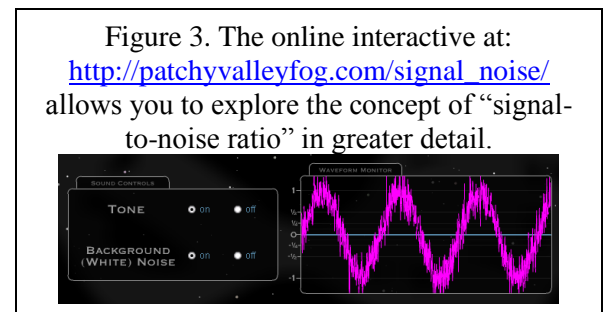 Figure 3. The online interactive at:
http://patchyvalleyfog.com/signal_noise/
allows you to explore the concept of “signal-
to-noise ratio” in greater detail.
SOUND CONTROLS
TONE on off
BACKGROUND
(WHITE) NOISE on off
WAVEFORM MONITOR
1
0
-1